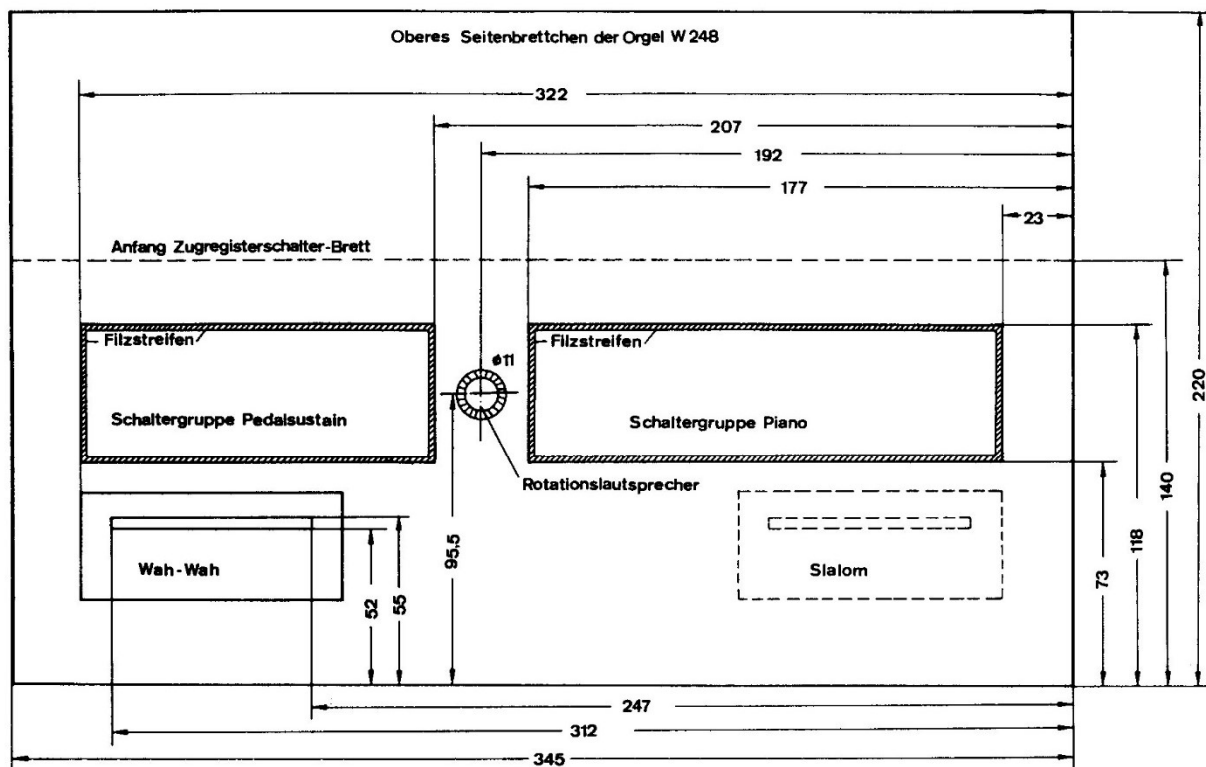 Oberes Seitenbrettchen der Orgel W 248
322
207
192
177
23
Anfang Zugregisterschalter-Brett
Filzstreifen
Filzstreifen
ø11
Schaltergruppe Pedalsustain
Schaltergruppe Piano
220
140
118
Rotationslautsprecher
95,5
Wah-Wah
Slalom
52
55
73
247
312
345